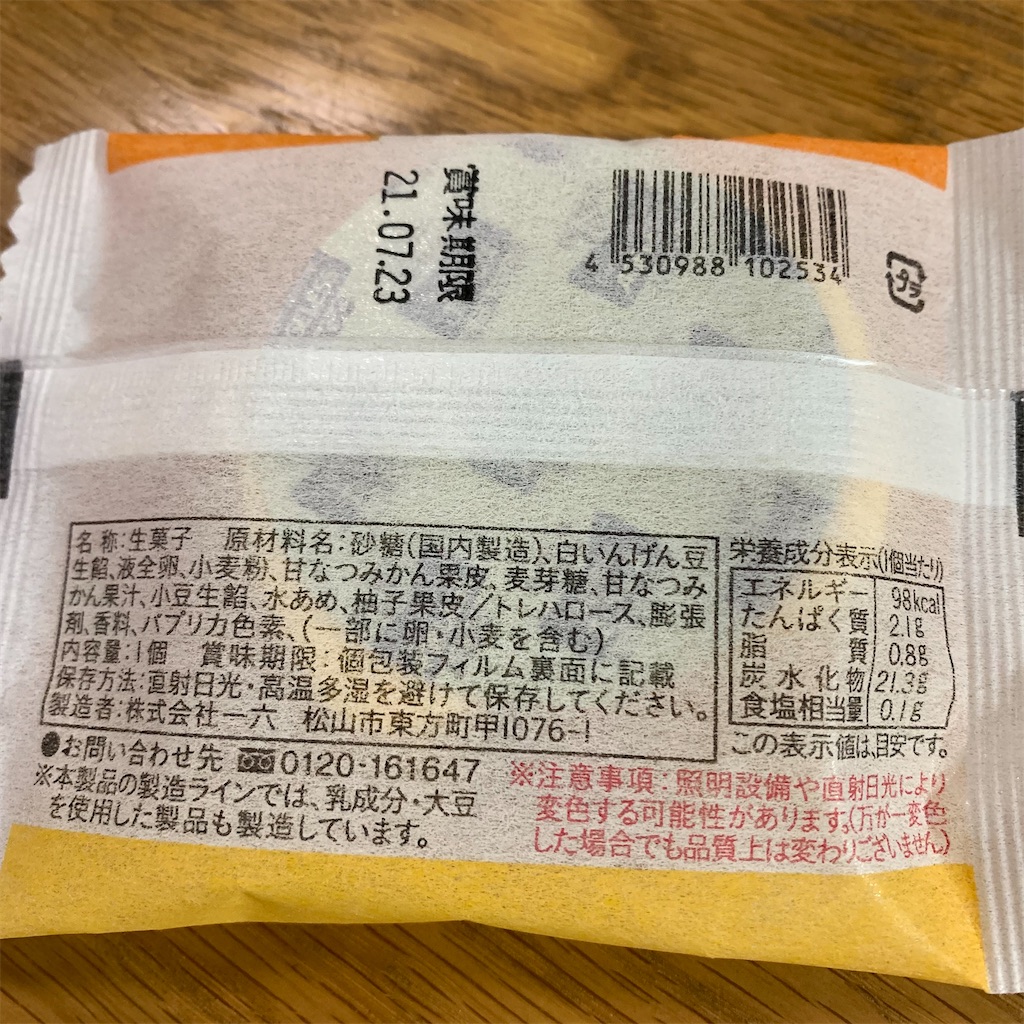 賞味期限
21.07.23
4 530988 102534
プラ
名称:生菓子 原材料名:砂糖(国内製造)、白いんげん豆
生餡、液全卵、小麦粉、甘なつみかん果皮、麦芽糖、甘なつみ
かん果汁、小豆生餡、水あめ、柚子果皮/トレハロース、膨張
剤、香料、パプリカ色素、(一部に卵・小麦を含む)
内容量:1個 賞味期限:個包装フィルム裏面に記載
保存方法:直射日光・高温多湿を避けて保存してください。
製造者:株式会社一六 松山市東方町甲1076-1
●お問い合わせ先 0120-161647
※本製品の製造ラインでは、乳成分・大豆
を使用した製品も製造しています。
栄養成分表示(1個当たり)
エネルギー 98kcal
たんぱく質 2.1g
脂質 0.8g
炭水化物 21.3g
食塩相当量 0.1g
この表示値は、目安です。
※注意事項:照明設備や直射日光により
変色する可能性があります。(万が一変色
した場合でも品質上は変わりございません)